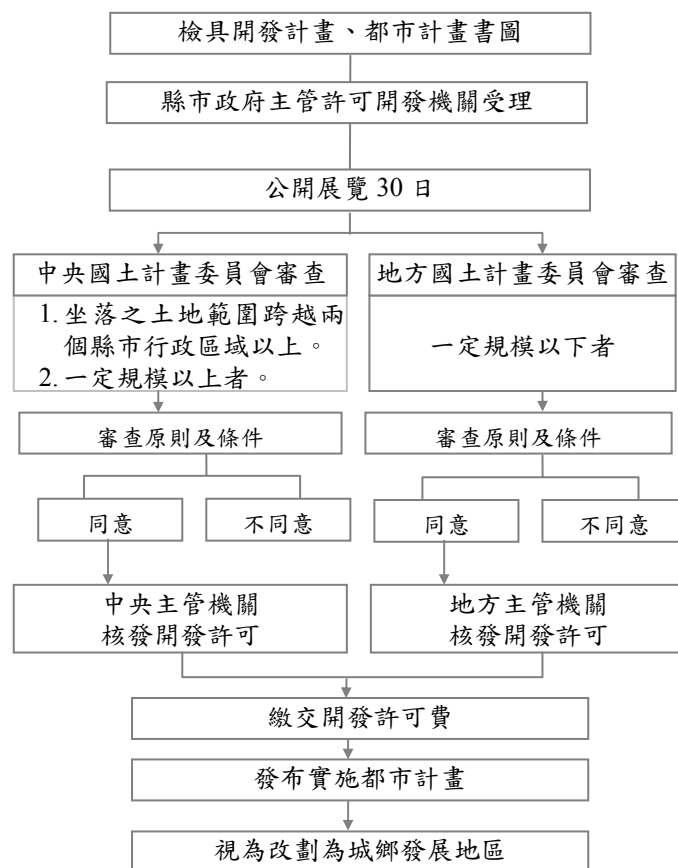 檢具開發計畫、都市計畫書圖
縣市政府主管許可開發機關受理
公開展覽 30 日
中央國土計畫委員會審查
1. 坐落之土地範圍跨越兩
個縣市行政區域以上。
2. 一定規模以上者。
地方國土計畫委員會審查
一定規模以下者
審查原則及條件
審查原則及條件
同意
不同意
同意
不同意
中央主管機關
核發開發許可
地方主管機關
核發開發許可
繳交開發許可費
發布實施都市計畫
視為改劃為城鄉發展地區